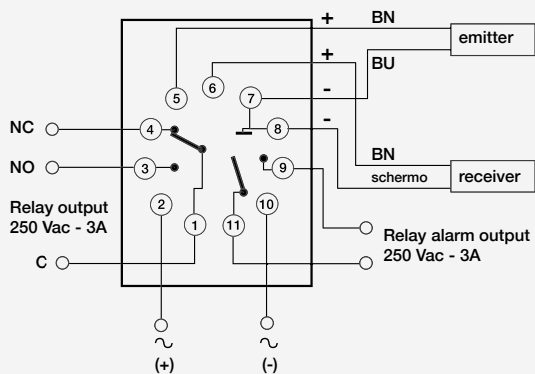 + BN
emitter
+ BU
5 6 7 -
NC 4 8 -
NO 3 9 BN
schermo receiver
Relay output 2 10
250 Vac - 3A 1 11 Relay alarm output
250 Vac - 3A
C
∼ ∼
(+) (-)